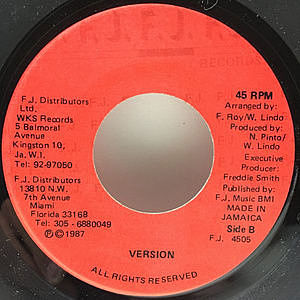 F.J. RECORDS
F.J. Distributors
Ltd.
WKS Records
5 Balmoral
Avenue
Kingston 10,
Ja. W.I.
Tel: 92-97050
F.J. Distributors
13810 N.W.
7th Avenue
Miami
Florida 33168
Tel: 305 - 6880049
Ⓟ©1987
45 RPM
Arranged by:
F. Roy/W. Lindo
Produced by:
N. Pinto/
W. Lindo
Executive
Producer:
Freddie Smith
Published by:
F.J. Music BMI
MADE IN
JAMAICA
Side B
F.J. 4505
VERSION
ALL RIGHTS RESERVED